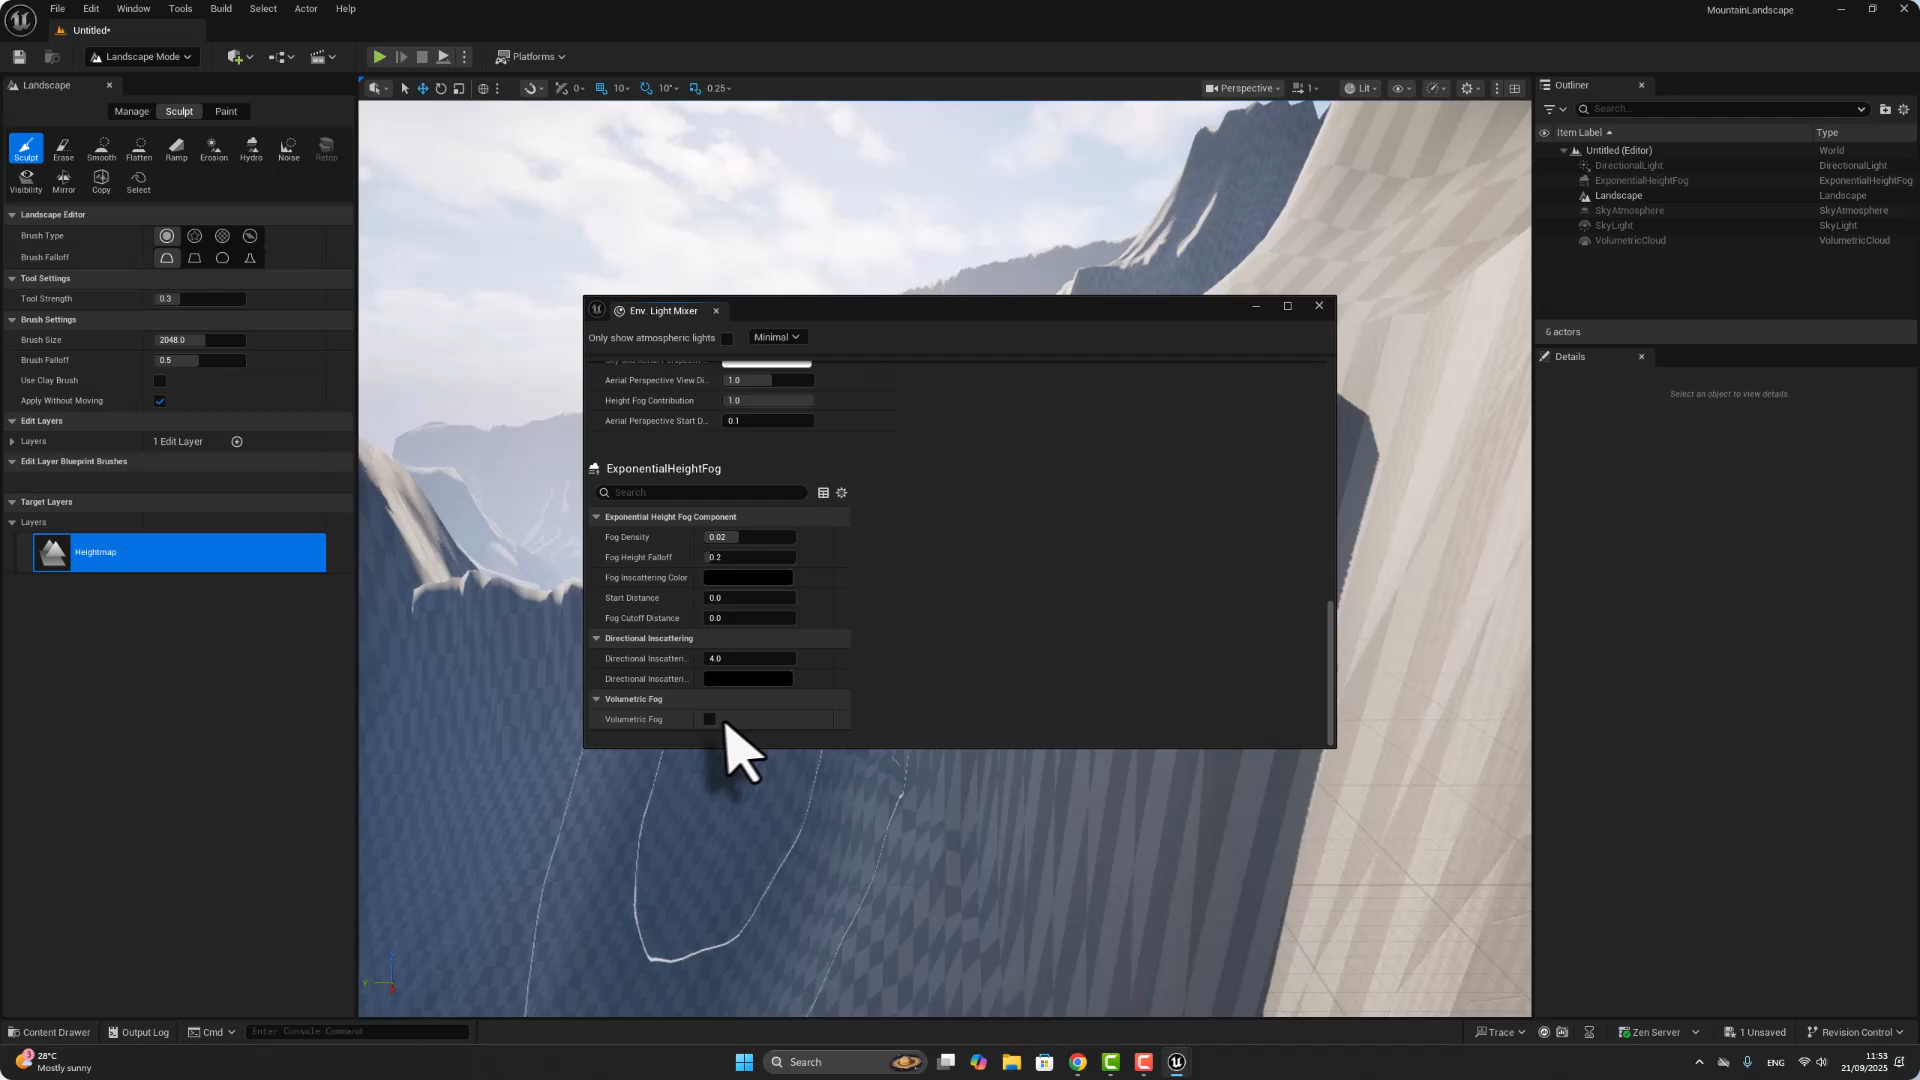 File Edit Window Tools Build Select Actor Help
MountainLandscape
Untitled*
Landscape Mode
Platforms
Landscape
Manage Sculpt Paint
Sculpt Erase Smooth Flatten Ramp Erosion Hydro Noise Retop
Visibility Mirror Copy Select
Landscape Editor
Brush Type
Brush Falloff
Tool Settings
Tool Strength 0.3
Brush Settings
Brush Size 2048.0
Brush Falloff 0.5
Use Clay Brush
Apply Without Moving
Edit Layers
Layers 1 Edit Layer
Edit Layer Blueprint Brushes
Target Layers
Layers
Heightmap
0 10 10° 0.25
Perspective 1 Lit
Env. Light Mixer
Only show atmospheric lights Minimal
Aerial Perspective View Di.. 1.0
Height Fog Contribution 1.0
Aerial Perspective Start D... 0.1
ExponentialHeightFog
Search
Exponential Height Fog Component
Fog Density 0.02
Fog Height Falloff 0.2
Fog Inscattering Color
Start Distance 0.0
Fog Cutoff Distance 0.0
Directional Inscattering
Directional Inscatteri.. 4.0
Directional Inscatteri..
Volumetric Fog
Volumetric Fog
Z
Y
Outliner
Search...
Item Label Type
Untitled (Editor) World
DirectionalLight DirectionalLight
ExponentialHeightFog ExponentialHeightFog
Landscape Landscape
SkyAtmosphere SkyAtmosphere
SkyLight SkyLight
VolumetricCloud VolumetricCloud
6 actors
Details
Select an object to view details.
Content Drawer Output Log Cmd Enter Console Command
Trace Zen Server 1 Unsaved Revision Control
28°C
Mostly sunny
Search
ENG
11:53
21/09/2025